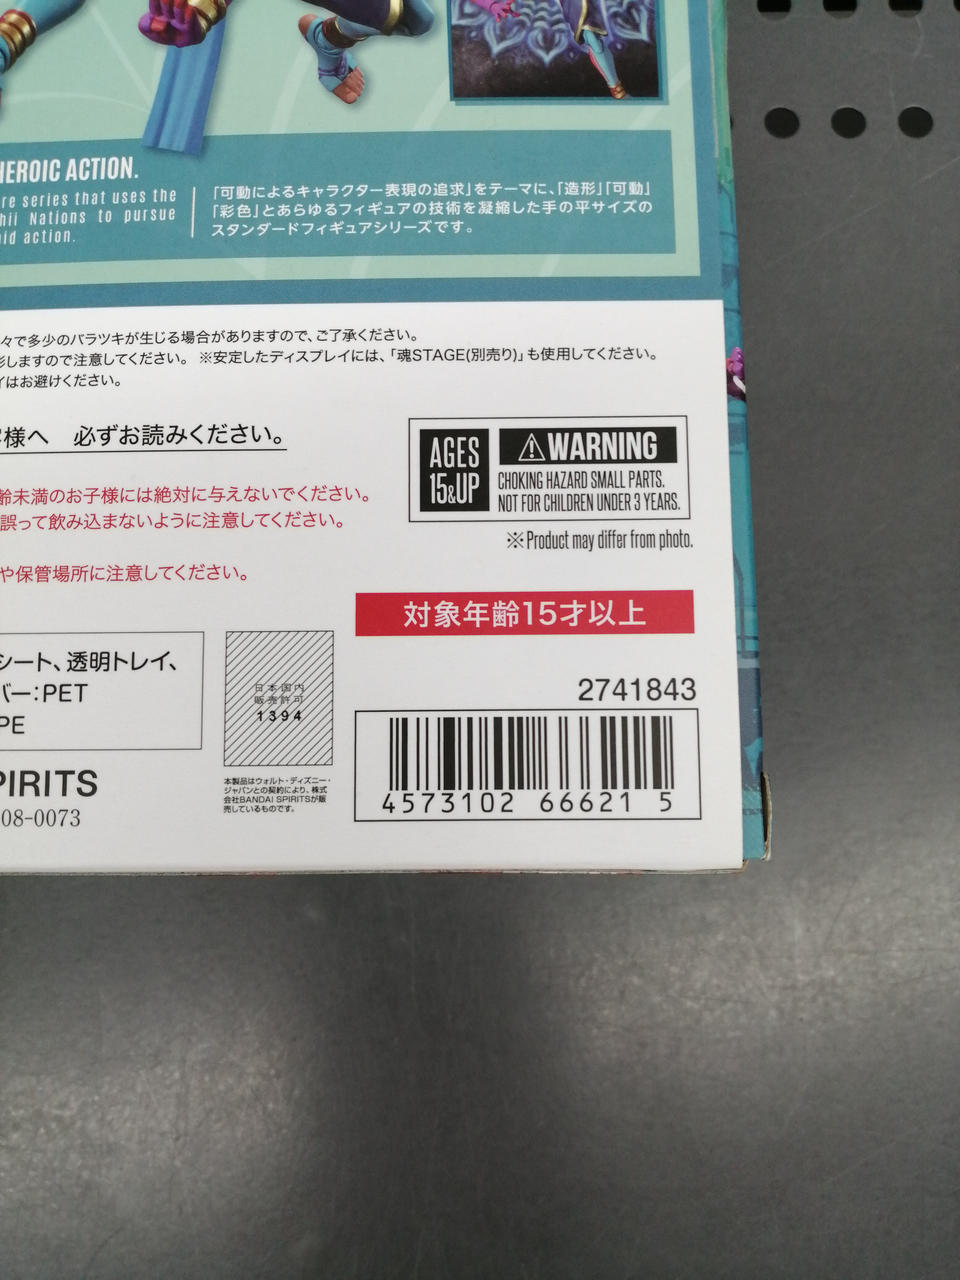 HEROIC ACTION.
re series that uses the
hii Nations to pursue
id action.
「可動によるキャラクター表現の追求」をテーマに、「造形」「可動」
「彩色」とあらゆるフィギュアの技術を凝縮した手の平サイズの
スタンダードフィギュアシリーズです。
々で多少のバラツキが生じる場合がありますので、ご了承ください。
しますので注意してください。 ※安定したディスプレイには、「魂STAGE(別売り)」も使用してください。
イはお避けください。
客様へ 必ずお読みください。
齢未満のお子様には絶対に与えないでください。
誤って飲み込まないように注意してください。
や保管場所に注意してください。
AGES
15&UP
⚠WARNING
CHOKING HAZARD SMALL PARTS.
NOT FOR CHILDREN UNDER 3 YEARS.
※Product may differ from photo.
対象年齢15才以上
シート、透明トレイ、
バー:PET
PE
日本国内
販売許可
1394
本製品はウォルト・ディズニー・
ジャパンとの契約により、株式
会社BANDAI SPIRITSが販
売しているものです。
PIRITS
08-0073
2741843
4573102 66621 5